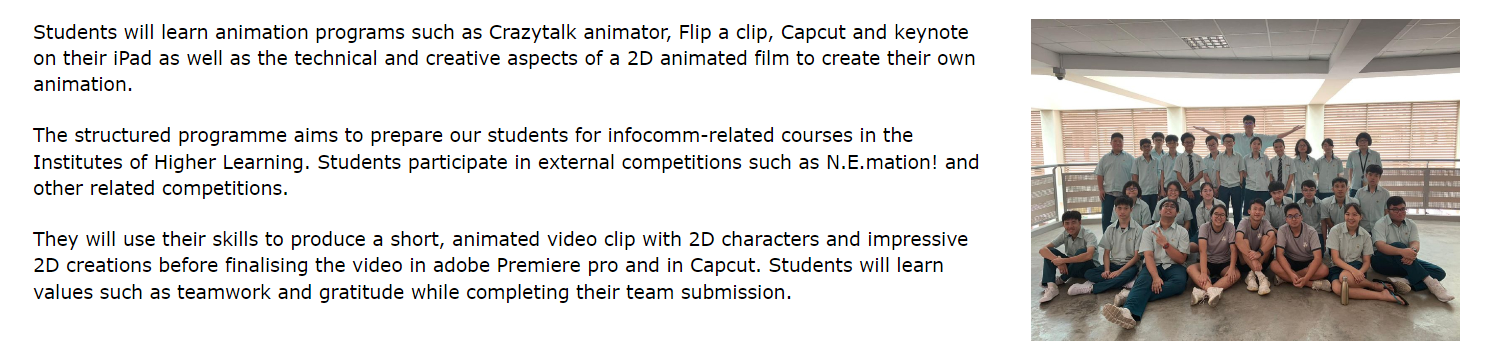 Students will learn animation programs such as Crazytalk animator, Flip a clip, Capcut and keynote
on their iPad as well as the technical and creative aspects of a 2D animated film to create their own
animation.
The structured programme aims to prepare our students for infocomm-related courses in the
Institutes of Higher Learning. Students participate in external competitions such as N.E.mation! and
other related competitions.
They will use their skills to produce a short, animated video clip with 2D characters and impressive
2D creations before finalising the video in adobe Premiere pro and in Capcut. Students will learn
values such as teamwork and gratitude while completing their team submission.